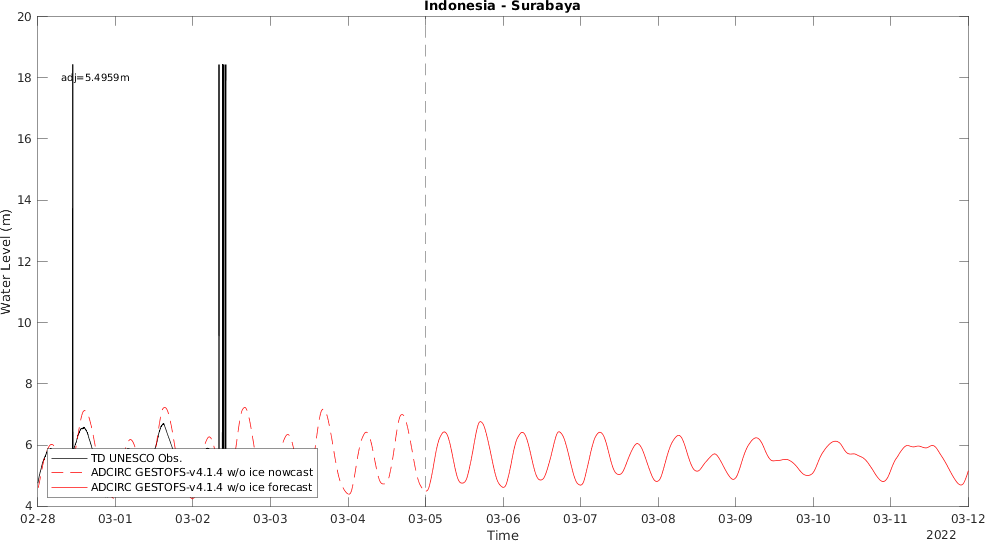 Indonesia - Surabaya
20
18
16
14
12
10
8
6
4
Water Level (m)
adj=5.4959m
TD UNESCO Obs.
ADCIRC GESTOFS-v4.1.4 w/o ice nowcast
ADCIRC GESTOFS-v4.1.4 w/o ice forecast
02-28 03-01 03-02 03-03 03-04 03-05 03-06 03-07 03-08 03-09 03-10 03-11 03-12
Time
2022